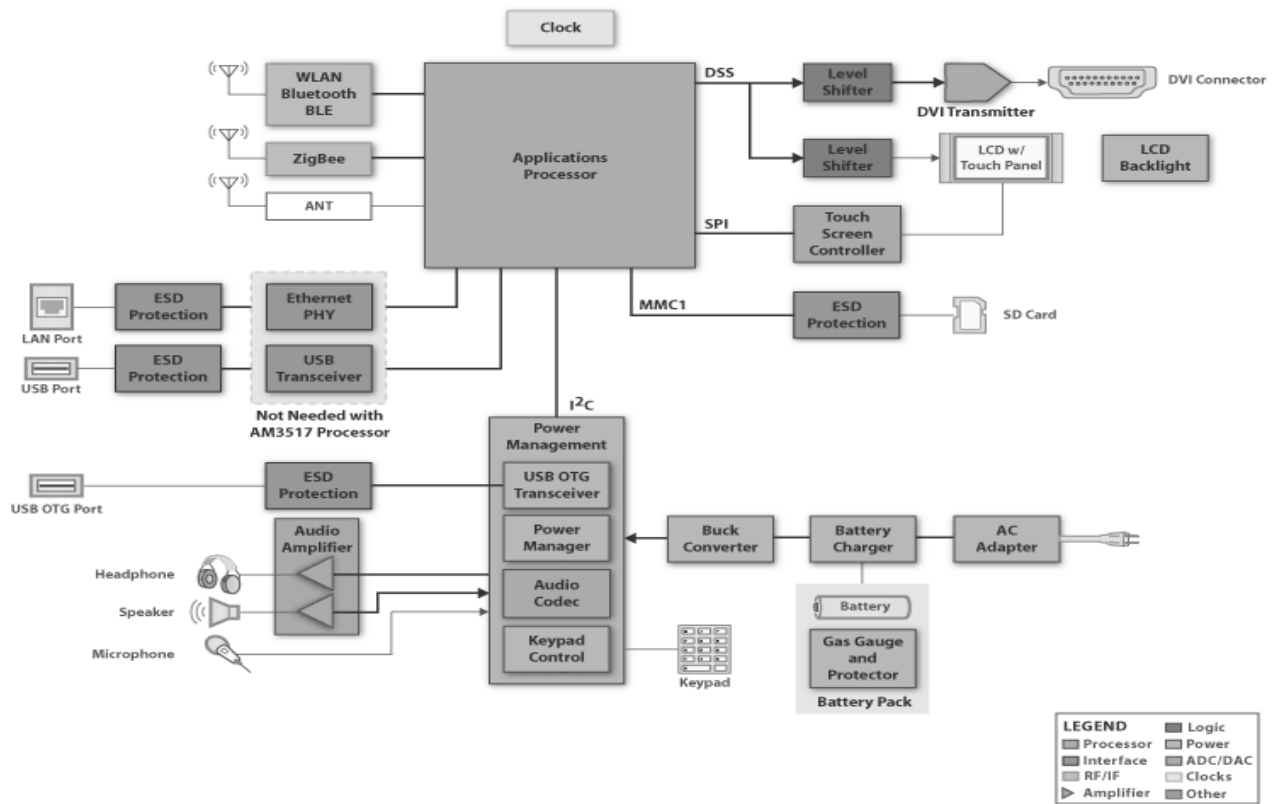 Clock
WLAN
Bluetooth
BLE
ZigBee
ANT
Applications
Processor
DSS
Level
Shifter
DVI Transmitter
DVI Connector
Level
Shifter
LCD w/
Touch Panel
LCD
Backlight
SPI
Touch
Screen
Controller
MMC1
ESD
Protection
SD Card
LAN Port
ESD
Protection
Ethernet
PHY
USB Port
ESD
Protection
USB
Transceiver
Not Needed with
AM3517 Processor
I²C
Power
Management
USB OTG Port
ESD
Protection
USB OTG
Transceiver
Power
Manager
Audio
Codec
Keypad
Control
Audio
Amplifier
Headphone
Speaker
Microphone
Keypad
Buck
Converter
Battery
Charger
AC
Adapter
Battery
Gas Gauge
and
Protector
Battery Pack
LEGEND
Processor
Interface
RF/IF
Amplifier
Logic
Power
ADC/DAC
Clocks
Other